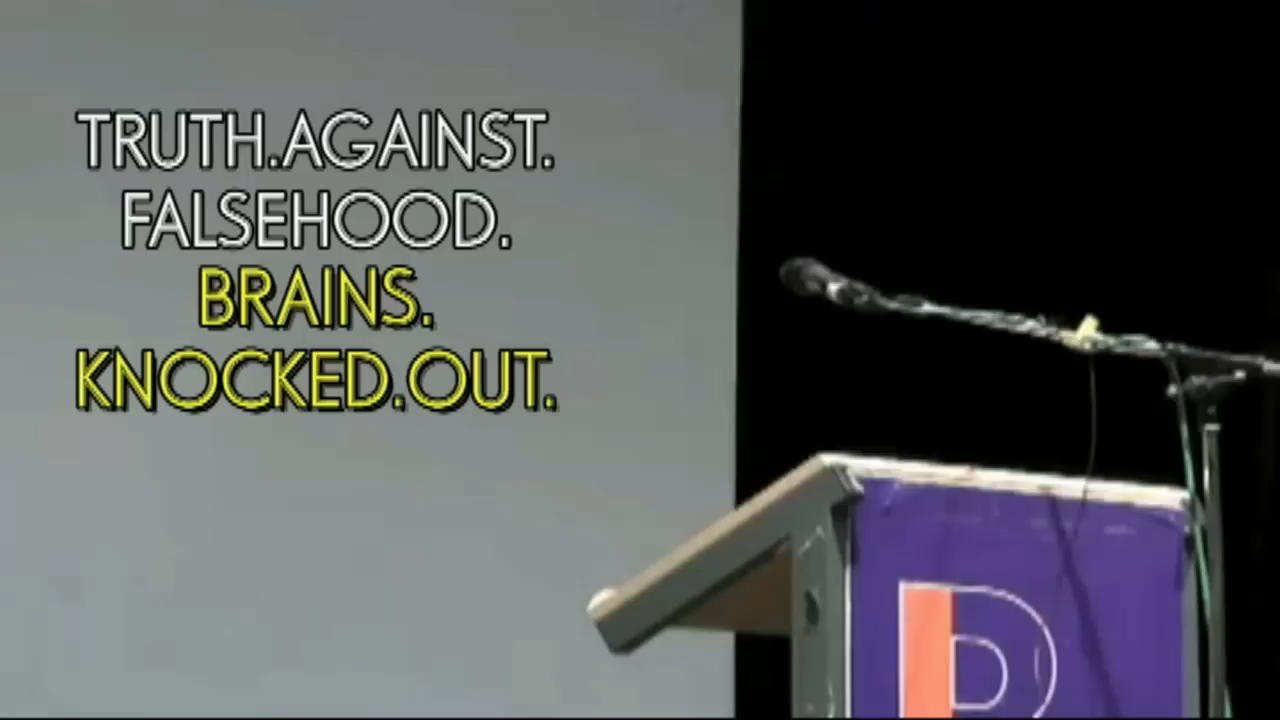 TRUTH.AGAINST.
FALSEHOOD.
BRAINS.
KNOCKED.OUT.
P